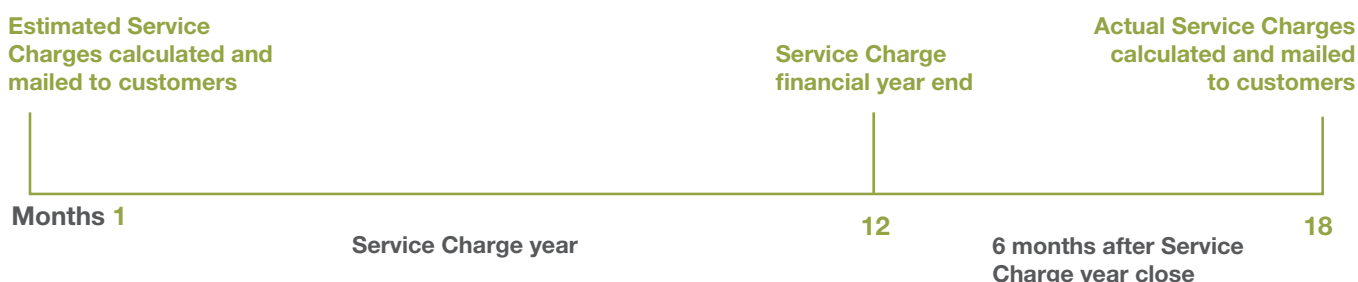 Estimated Service
Charges calculated and
mailed to customers
Service Charge
financial year end
Actual Service Charges
calculated and mailed
to customers
Months 1
12
18
Service Charge year
6 months after Service
Charge year close